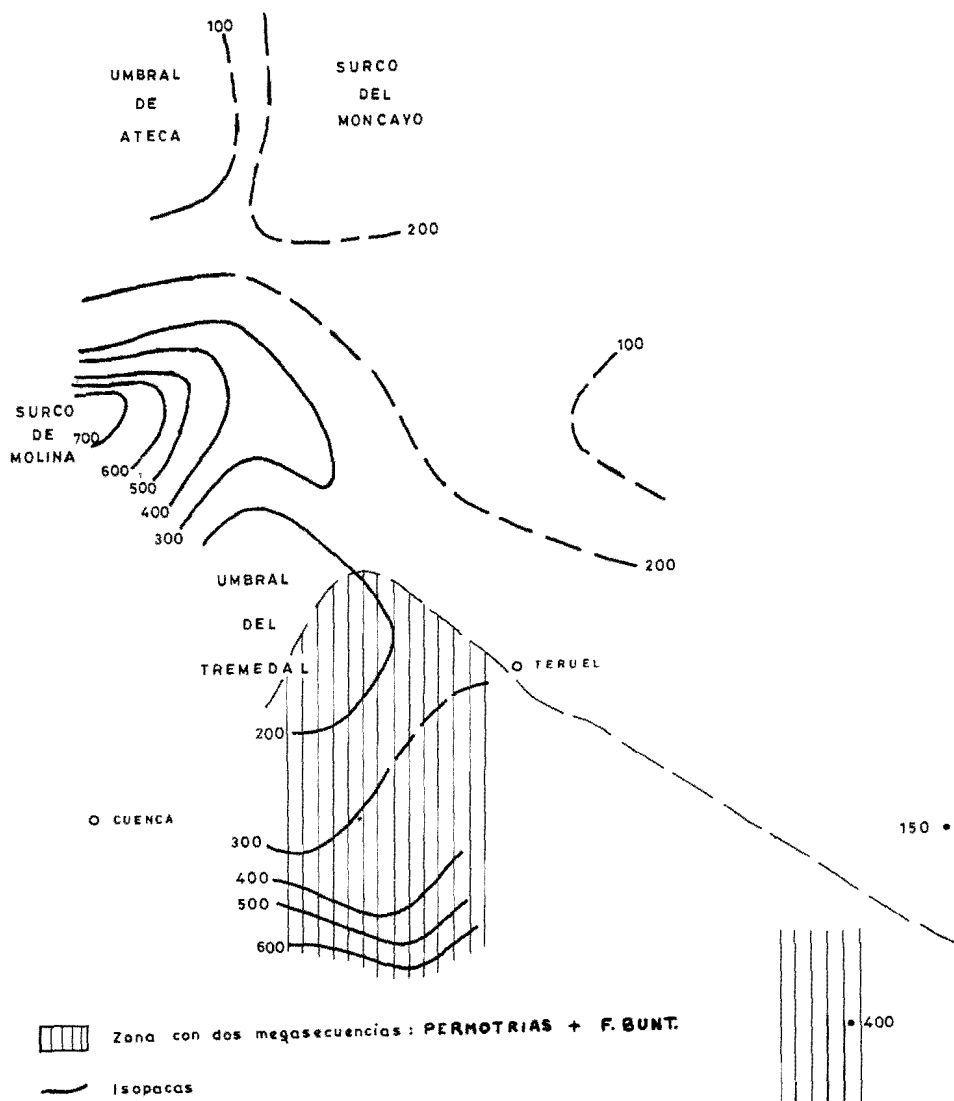 100
UMBRAL
DE
ATECA
SURCO
DEL
MONCAYO
200
100
SURCO
DE
MOLINA
700
600
500
400
300
200
UMBRAL
DEL
TREMEDAL
TERUEL
200
CUENCA
300
400
500
600
150
400
Zona con dos megasecuencias: PERMOTRIAS + F. BUNT.
Isopacas